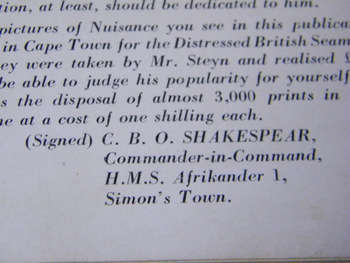 tion, at least, should be dedicated to him.
pictures of Nuisance you see in this publica
in Cape Town for the Distressed British Seam
ey were taken by Mr. Steyn and realised
be able to judge his popularity for yourself
s the disposal of almost 3,000 prints in
ne at a cost of one shilling each.
(Signed) C. B. O. SHAKESPEAR,
Commander-in-Command,
H.M.S. Afrikander 1,
Simon's Town.